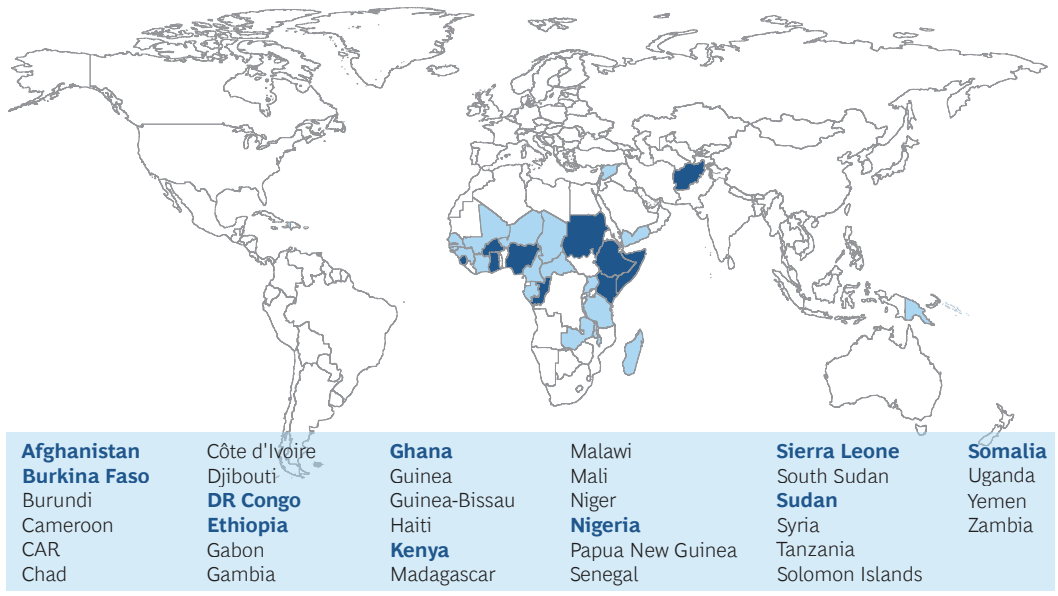 Afghanistan
Burkina Faso
Burundi
Cameroon
CAR
Chad
Côte d'Ivoire
Djibouti
DR Congo
Ethiopia
Gabon
Gambia
Ghana
Guinea
Guinea-Bissau
Haiti
Kenya
Madagascar
Malawi
Mali
Niger
Nigeria
Papua New Guinea
Senegal
Sierra Leone
South Sudan
Sudan
Syria
Tanzania
Solomon Islands
Somalia
Uganda
Yemen
Zambia